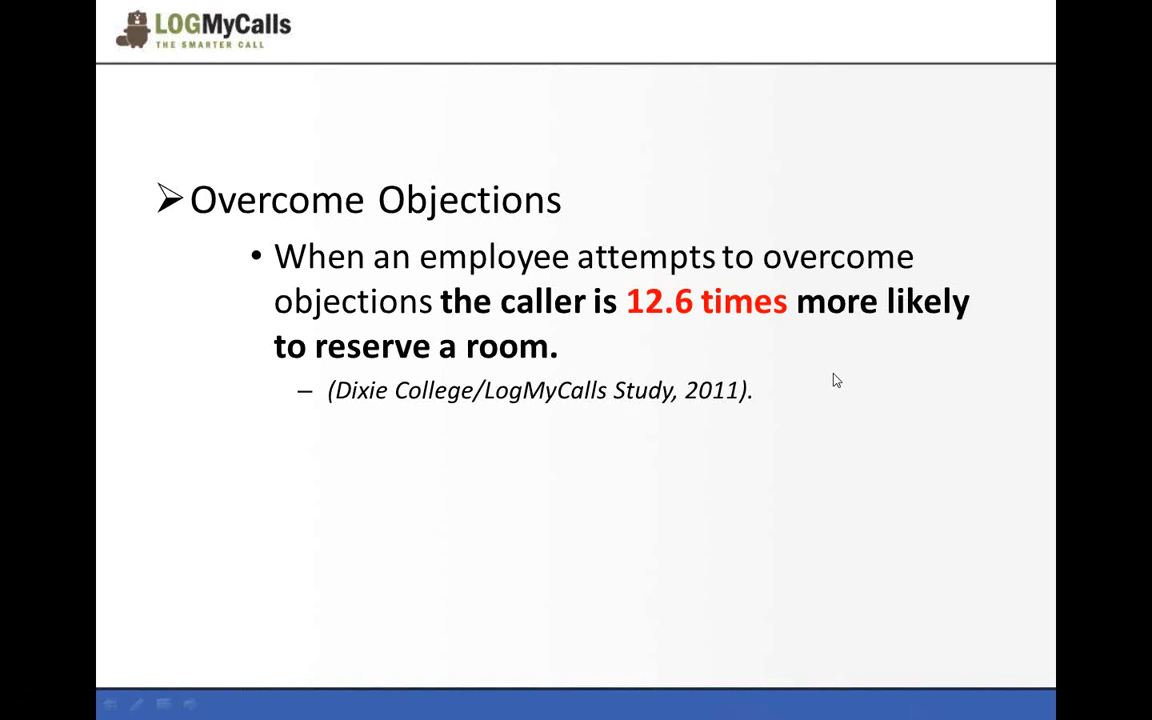 LOGMyCalls
THE SMARTER CALL
Overcome Objections
• When an employee attempts to overcome
objections the caller is 12.6 times more likely
to reserve a room.
– (Dixie College/LogMyCalls Study, 2011).